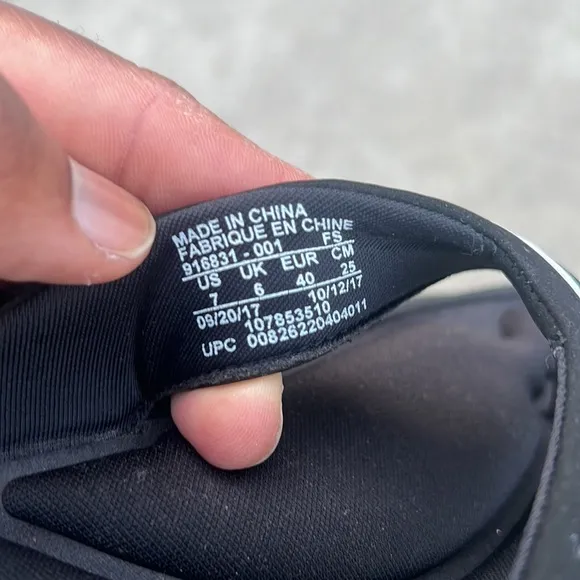 MADE IN CHINA
FABRIQUE EN CHINE
916831 - 001 FS
US UK EUR CM
7 6 40 25
09/20/17 10/12/17
107853510
UPC 00826220404011